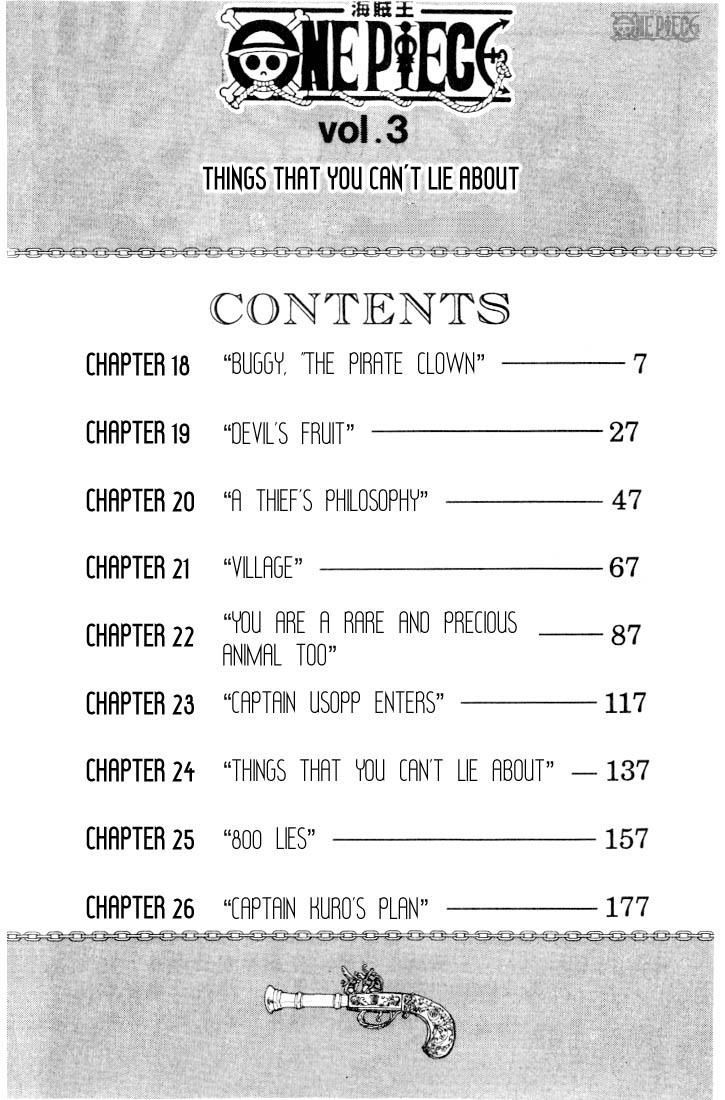 海賊王
ONE PIECE
ONE PIECE
vol.3
THINGS THAT YOU CAN'T LIE ABOUT
CONTENTS
CHAPTER 18 “BUGGY, 'THE PIRATE CLOWN” 7
CHAPTER 19 “DEVIL'S FRUIT” 27
CHAPTER 20 “A THIEF'S PHILOSOPHY” 47
CHAPTER 21 “VILLAGE” 67
CHAPTER 22 “YOU ARE A RARE AND PRECIOUS
ANIMAL TOO” 87
CHAPTER 23 “CAPTAIN USOPP ENTERS” 117
CHAPTER 24 “THINGS THAT YOU CAN'T LIE ABOUT” 137
CHAPTER 25 “800 LIES” 157
CHAPTER 26 “CAPTAIN KURO'S PLAN” 177